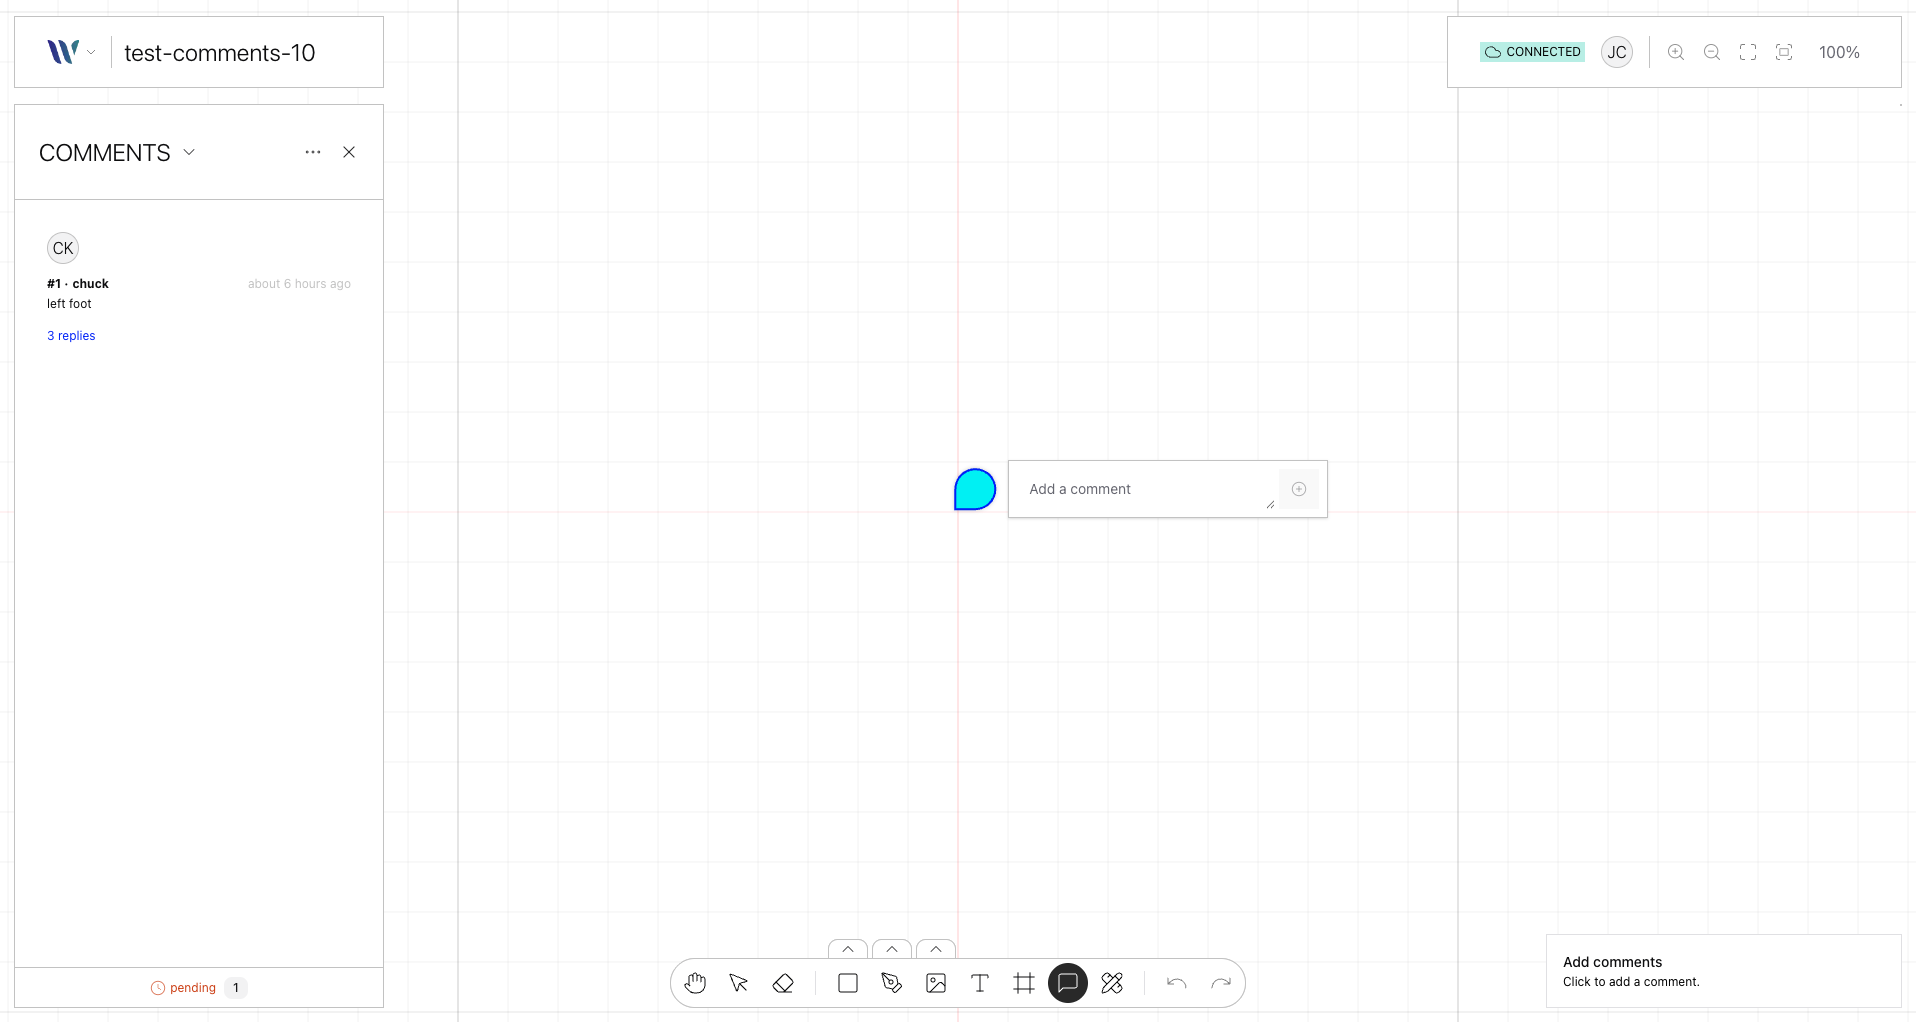 test-comments-10
CONNECTED
JC
100%
COMMENTS
CK
#1 · chuck
about 6 hours ago
left foot
3 replies
Add a comment
pending
1
Add comments
Click to add a comment.